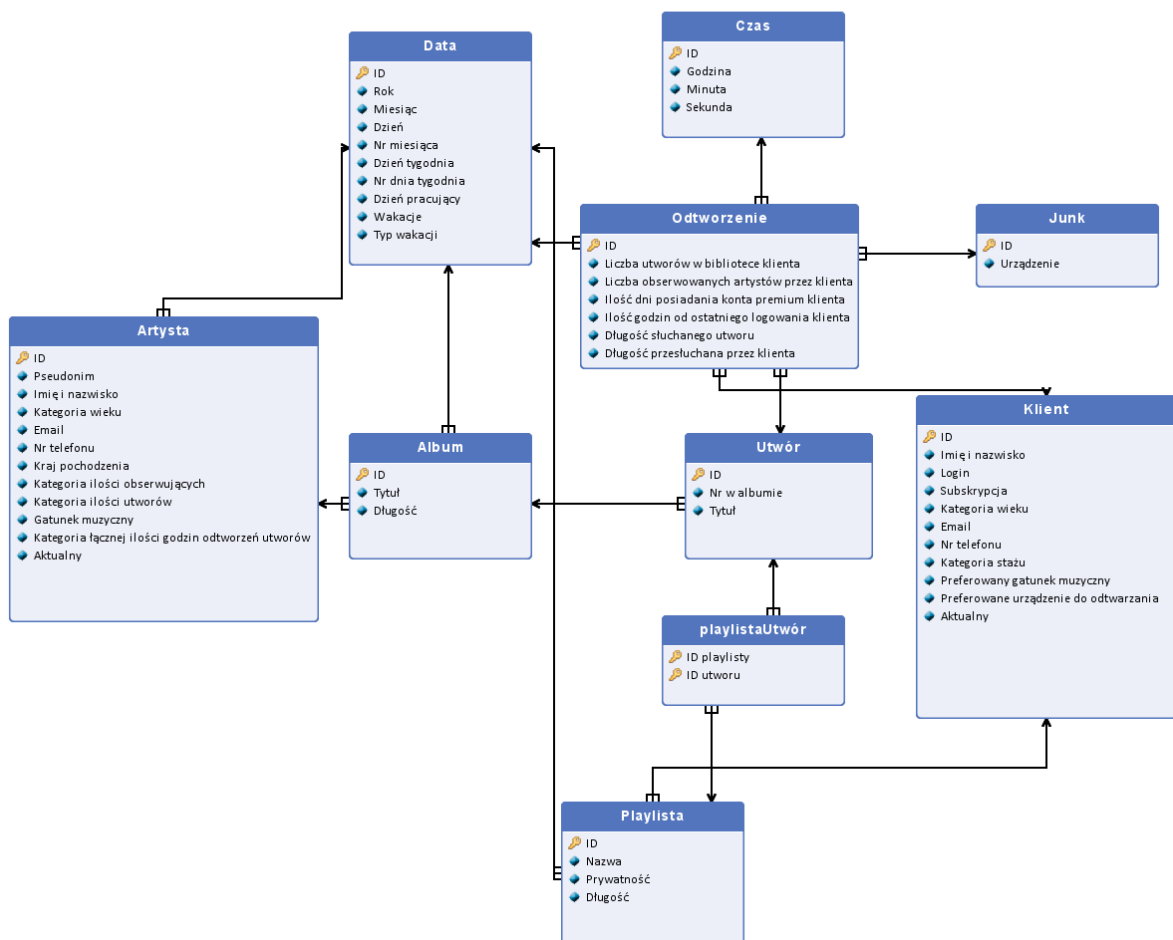 Czas
ID
Godzina
Minuta
Sekunda
Data
ID
Rok
Miesiąc
Dzień
Nr miesiąca
Dzień tygodnia
Nr dnia tygodnia
Dzień pracujący
Wakacje
Typ wakacji
Odtworzenie
ID
Liczba utworów w bibliotece klienta
Liczba obserwowanych artystów przez klienta
Ilość dni posiadania konta premium klienta
Ilość godzin od ostatniego logowania klienta
Długość słuchanego utworu
Długość przesłuchana przez klienta
Junk
ID
Urządzenie
Artysta
ID
Pseudonim
Imię i nazwisko
Kategoria wieku
Email
Nr telefonu
Kraj pochodzenia
Kategoria ilości obserwujących
Kategoria ilości utworów
Gatunek muzyczny
Kategoria łącznej ilości godzin odtworzeń utworów
Aktualny
Album
ID
Tytuł
Długość
Utwór
ID
Nr w albumie
Tytuł
Klient
ID
Imię i nazwisko
Login
Subskrypcja
Kategoria wieku
Email
Nr telefonu
Kategoria stażu
Preferowany gatunek muzyczny
Preferowane urządzenie do odtwarzania
Aktualny
playlistaUtwór
ID playlisty
ID utworu
Playlista
ID
Nazwa
Prywatność
Długość